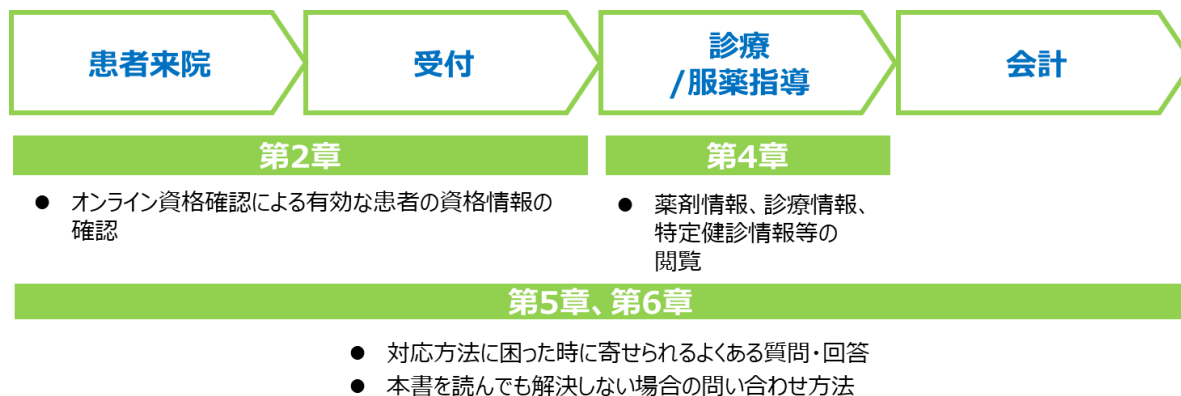 患者来院
受付
診療
/服薬指導
会計
第2章
● オンライン資格確認による有効な患者の資格情報の
確認
第4章
● 薬剤情報、診療情報、
特定健診情報等の
閲覧
第5章、第6章
● 対応方法に困った時に寄せられるよくある質問・回答
● 本書を読んでも解決しない場合の問い合わせ方法